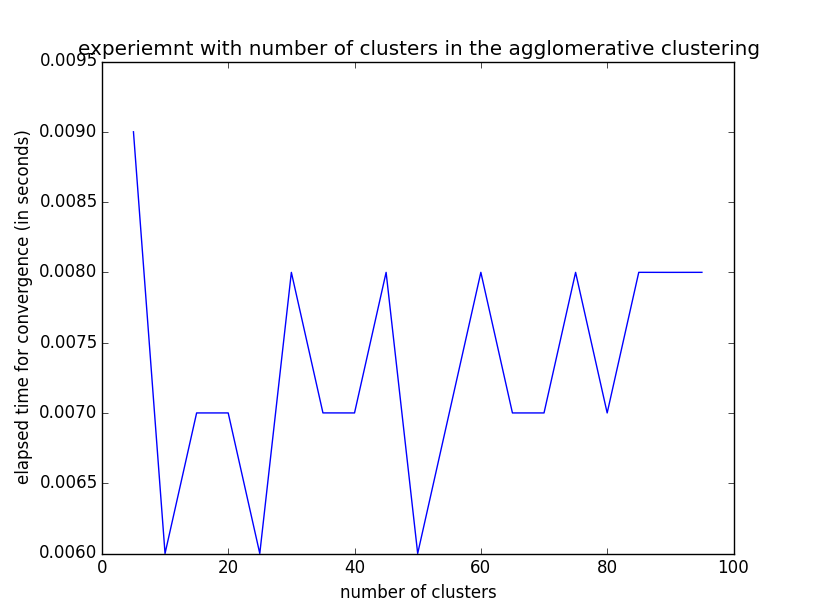 experiemnt with number of clusters in the agglomerative clustering
0.0095
0.0090
0.0085
0.0080
0.0075
0.0070
0.0065
0.0060
elapsed time for convergence (in seconds)
0 20 40 60 80 100
number of clusters